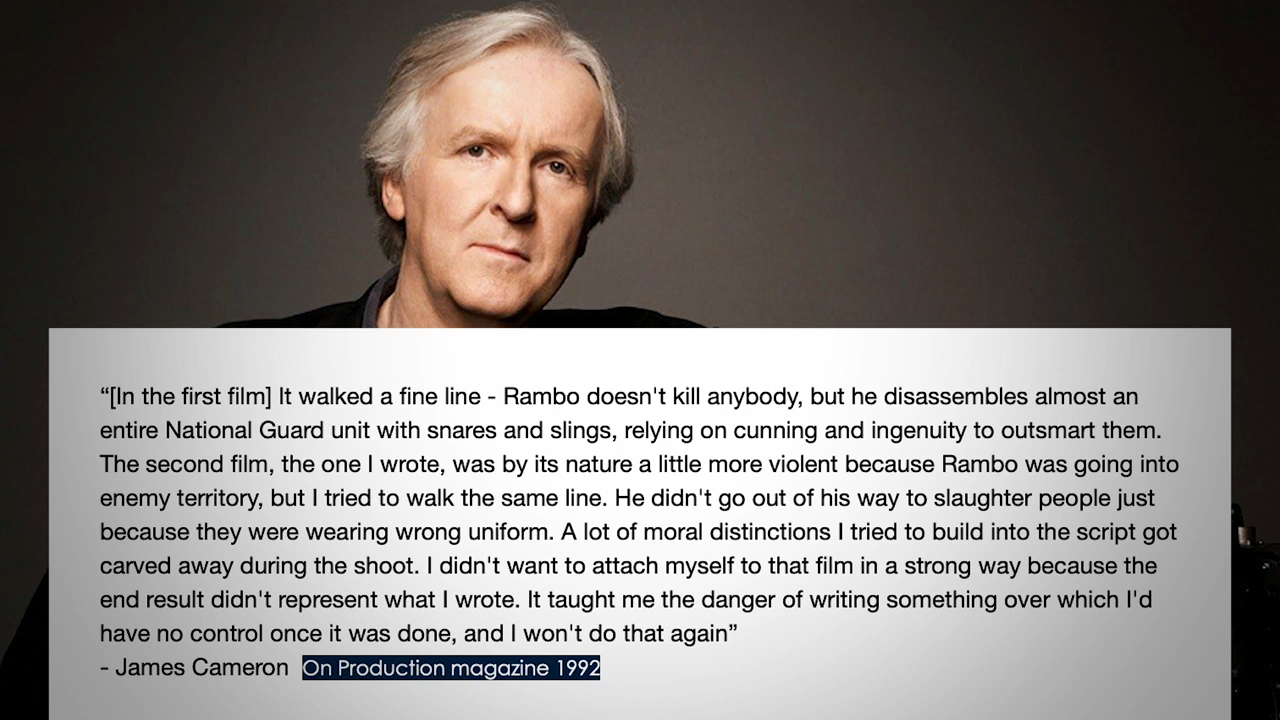 “[In the first film] It walked a fine line - Rambo doesn't kill anybody, but he disassembles almost an
entire National Guard unit with snares and slings, relying on cunning and ingenuity to outsmart them.
The second film, the one I wrote, was by its nature a little more violent because Rambo was going into
enemy territory, but I tried to walk the same line. He didn't go out of his way to slaughter people just
because they were wearing wrong uniform. A lot of moral distinctions I tried to build into the script got
carved away during the shoot. I didn't want to attach myself to that film in a strong way because the
end result didn't represent what I wrote. It taught me the danger of writing something over which I'd
have no control once it was done, and I won't do that again”
- James Cameron On Production magazine 1992